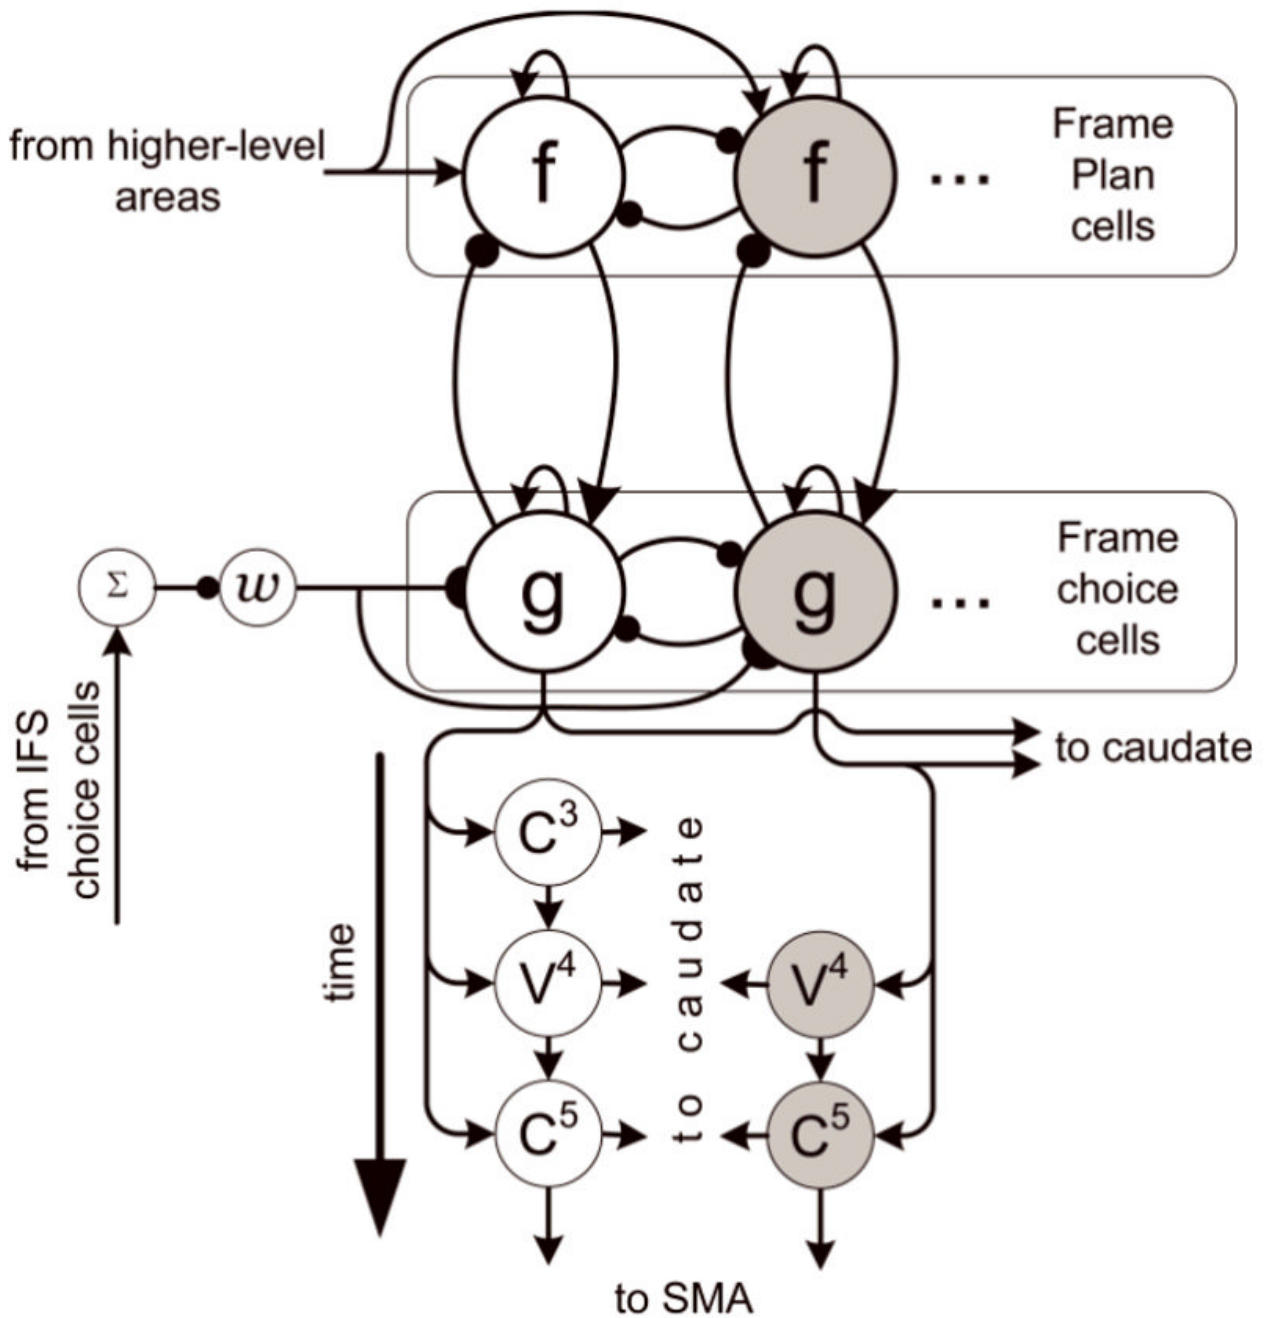 from higher-level
areas
f
f
...
Frame
Plan
cells
Σ
w
g
g
...
Frame
choice
cells
from IFS
choice cells
to caudate
time
C³
V⁴
C⁵
to caudate
V⁴
C⁵
to SMA